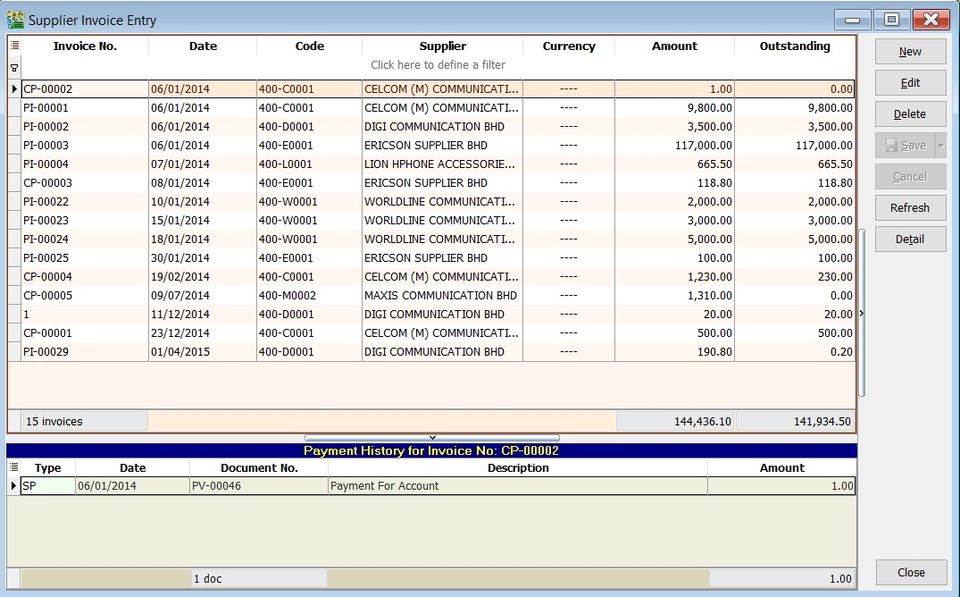 Supplier Invoice Entry
Invoice No. Date Code Supplier Currency Amount Outstanding
Click here to define a filter
CP-00002 06/01/2014 400-C0001 CELCOM (M) COMMUNICATI... ---- 1.00 0.00
PI-00001 06/01/2014 400-C0001 CELCOM (M) COMMUNICATI... ---- 9,800.00 9,800.00
PI-00002 06/01/2014 400-D0001 DIGI COMMUNICATION BHD ---- 3,500.00 3,500.00
PI-00003 06/01/2014 400-E0001 ERICSON SUPPLIER BHD ---- 117,000.00 117,000.00
PI-00004 07/01/2014 400-L0001 LION HPHONE ACCESSORIE... ---- 665.50 665.50
CP-00003 08/01/2014 400-E0001 ERICSON SUPPLIER BHD ---- 118.80 118.80
PI-00022 10/01/2014 400-W0001 WORLDLINE COMMUNICATI... ---- 2,000.00 2,000.00
PI-00023 15/01/2014 400-W0001 WORLDLINE COMMUNICATI... ---- 3,000.00 3,000.00
PI-00024 18/01/2014 400-W0001 WORLDLINE COMMUNICATI... ---- 5,000.00 5,000.00
PI-00025 30/01/2014 400-E0001 ERICSON SUPPLIER BHD ---- 100.00 100.00
CP-00004 19/02/2014 400-C0001 CELCOM (M) COMMUNICATI... ---- 1,230.00 230.00
CP-00005 09/07/2014 400-M0002 MAXIS COMMUNICATION BHD ---- 1,310.00 0.00
1 11/12/2014 400-D0001 DIGI COMMUNICATION BHD ---- 20.00 20.00
CP-00001 23/12/2014 400-C0001 CELCOM (M) COMMUNICATI... ---- 500.00 500.00
PI-00029 01/04/2015 400-D0001 DIGI COMMUNICATION BHD ---- 190.80 0.20
15 invoices 144,436.10 141,934.50
Payment History for Invoice No: CP-00002
Type Date Document No. Description Amount
SP 06/01/2014 PV-00046 Payment For Account 1.00
1 doc 1.00
New
Edit
Delete
Save
Cancel
Refresh
Detail
Close